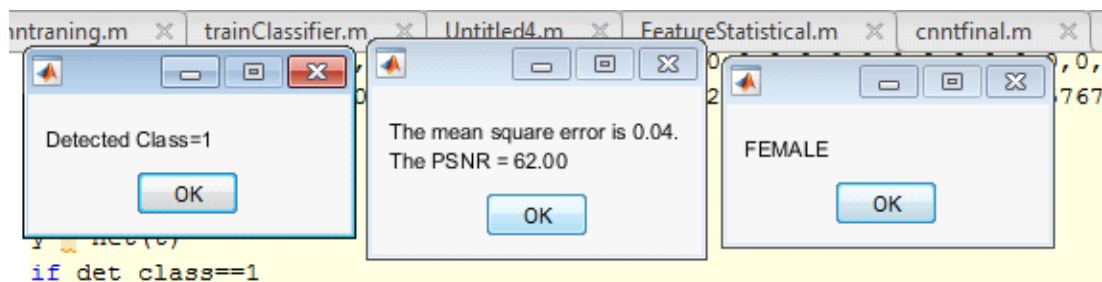 nntraning.m trainClassifier.m Untitled4.m FeatureStatistical.m cnntfinal.m
Detected Class=1
OK
The mean square error is 0.04.
The PSNR = 62.00
OK
FEMALE
OK
if det class==1